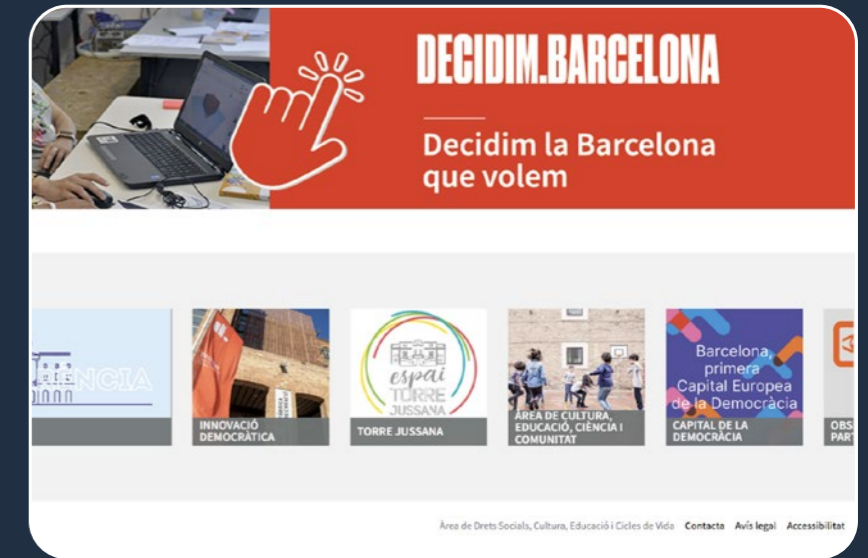 DECIDIM.BARCELONA
Decidim la Barcelona
que volem
INNOVACIÓ
DEMOCRÀTICA
espai
TORRE
JUSSANA
TORRE JUSSANA
ÀREA DE CULTURA,
EDUCACIÓ, CIÈNCIA I
COMUNITAT
Barcelona,
primera
Capital Europea
de la Democràcia
CAPITAL DE LA
DEMOCRÀCIA
OBS
PART
Àrea de Drets Socials, Cultura, Educació i Cicles de Vida Contacta Avís legal Accessibilitat